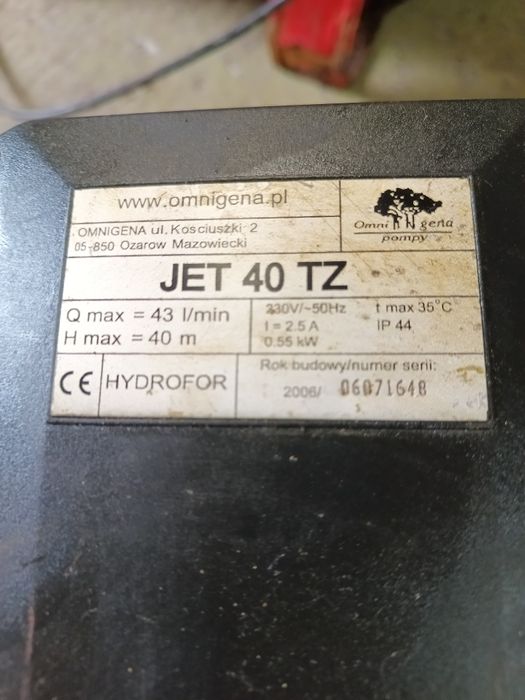 www.omnigena.pl
OMNIGENA ul. Kosciuszki 2
05-850 Ozarow Mazowiecki
Omni gena
pompy
JET 40 TZ
Q max = 43 l/min
H max = 40 m
230V/~50Hz
I = 2.5 A
0.55 kW
t max 35°C
IP 44
CE
HYDROFOR
Rok budowy/numer serii:
2006/ 06071648